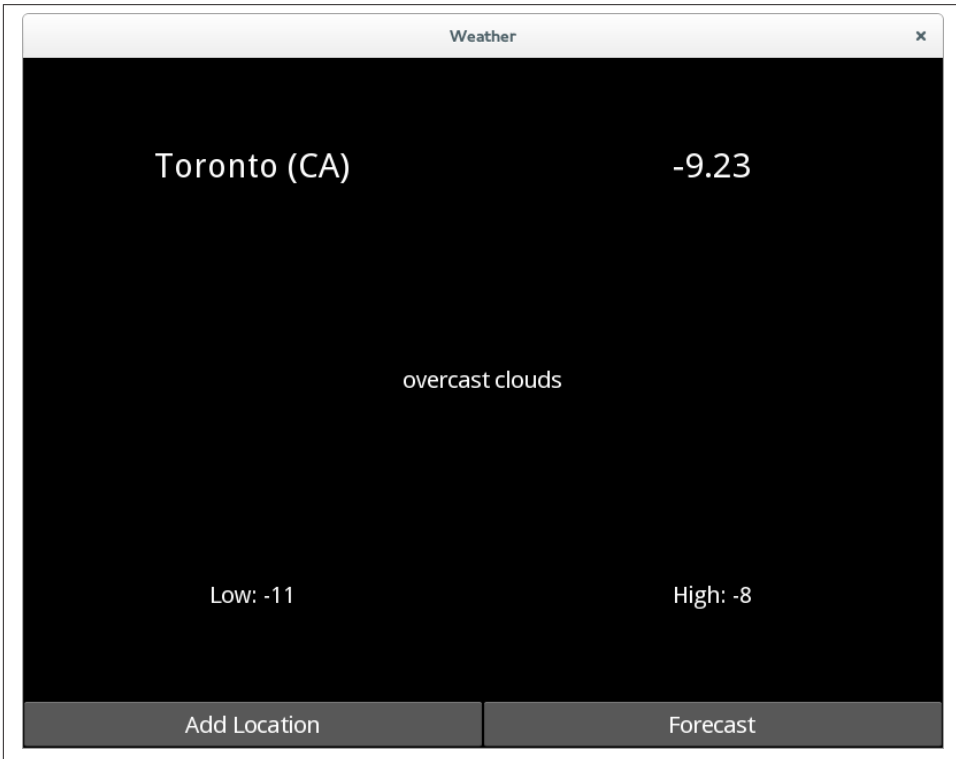 Weather
Toronto (CA) -9.23
overcast clouds
Low: -11 High: -8
Add Location Forecast